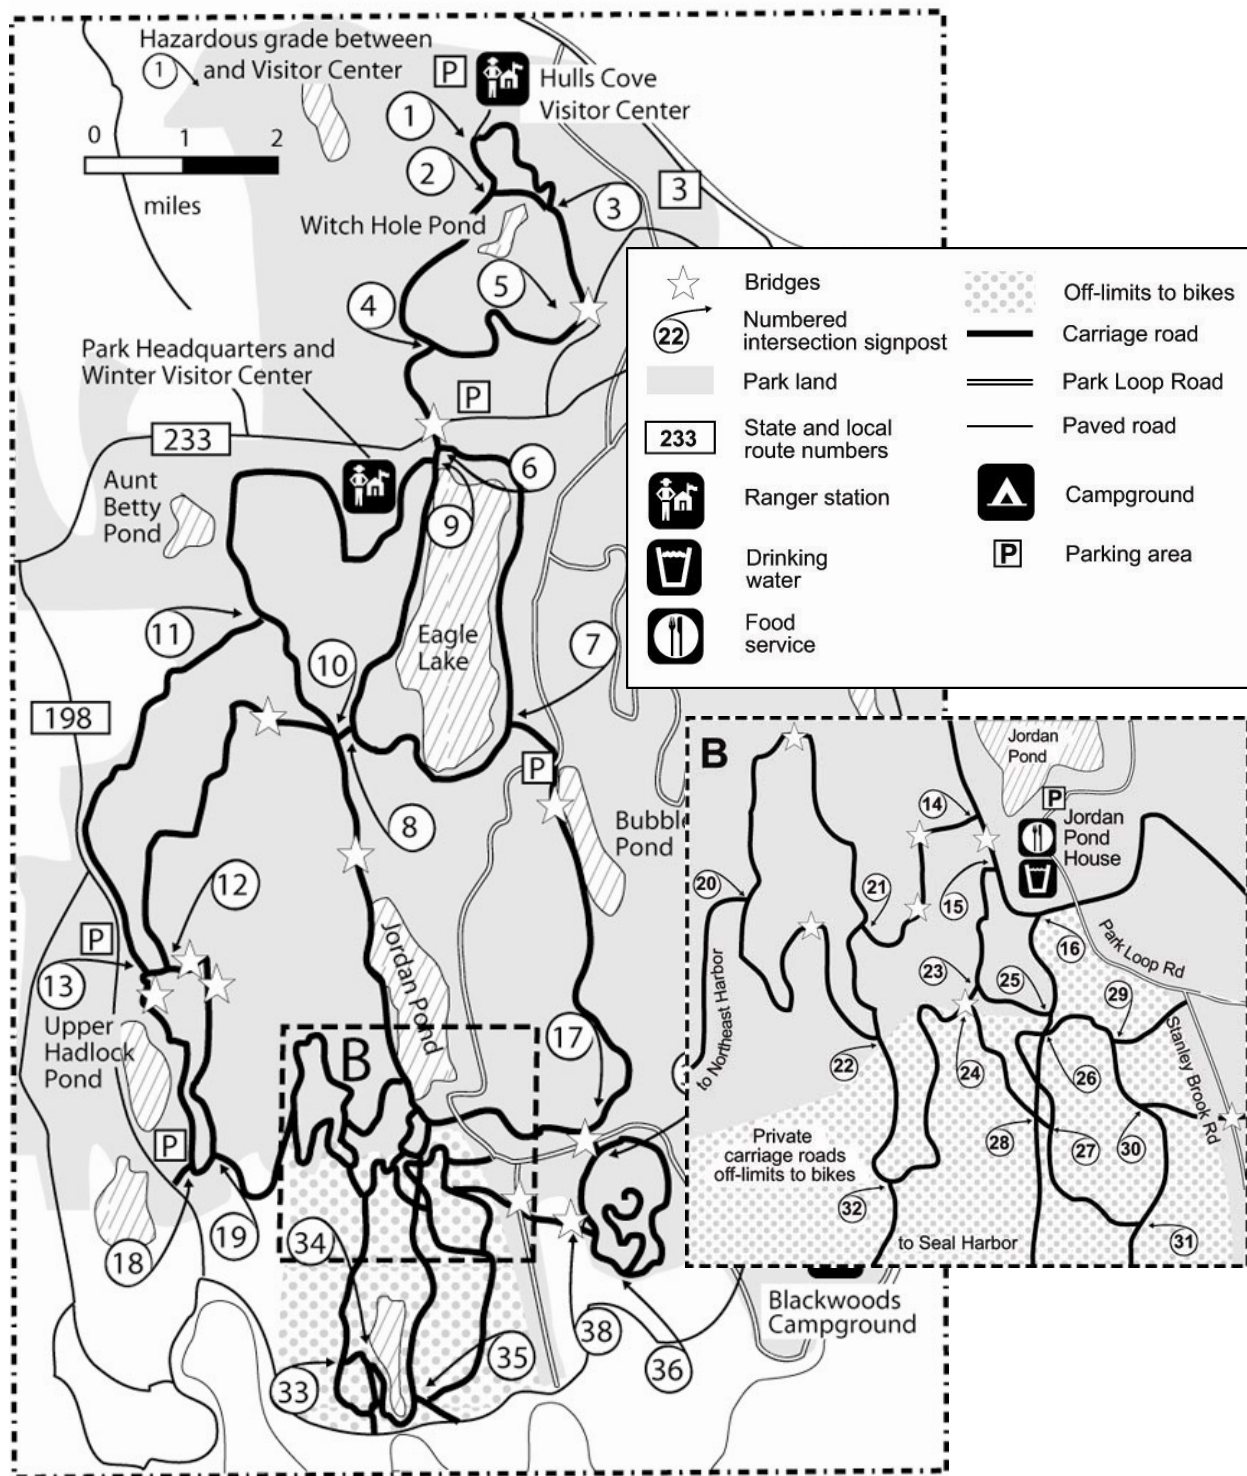 Hazardous grade between
1 and Visitor Center
P
Hulls Cove
Visitor Center
0 1 2
miles
1
2
3
3
Witch Hole Pond
5
4
Park Headquarters and
Winter Visitor Center
P
233
6
Aunt
Betty
Pond
9
11
10
Eagle
Lake
7
198
8
P
Bubble
Pond
12
P
13
Jordan Pond
Upper
Hadlock
Pond
17
B
P
19
18
34
38
35
36
33
Blackwoods
Campground
Bridges
22
Numbered
intersection signpost
Park land
233
State and local
route numbers
Ranger station
Drinking
water
Food
service
Off-limits to bikes
Carriage road
Park Loop Road
Paved road
Campground
P
Parking area
B
Jordan
Pond
14
P
Jordan
Pond
House
20
21
15
Park Loop Rd
16
23
25
29
to Northeast Harbor
Stanley Brook Rd
22
24
26
Private
carriage roads
off-limits to bikes
28
27
30
32
to Seal Harbor
31